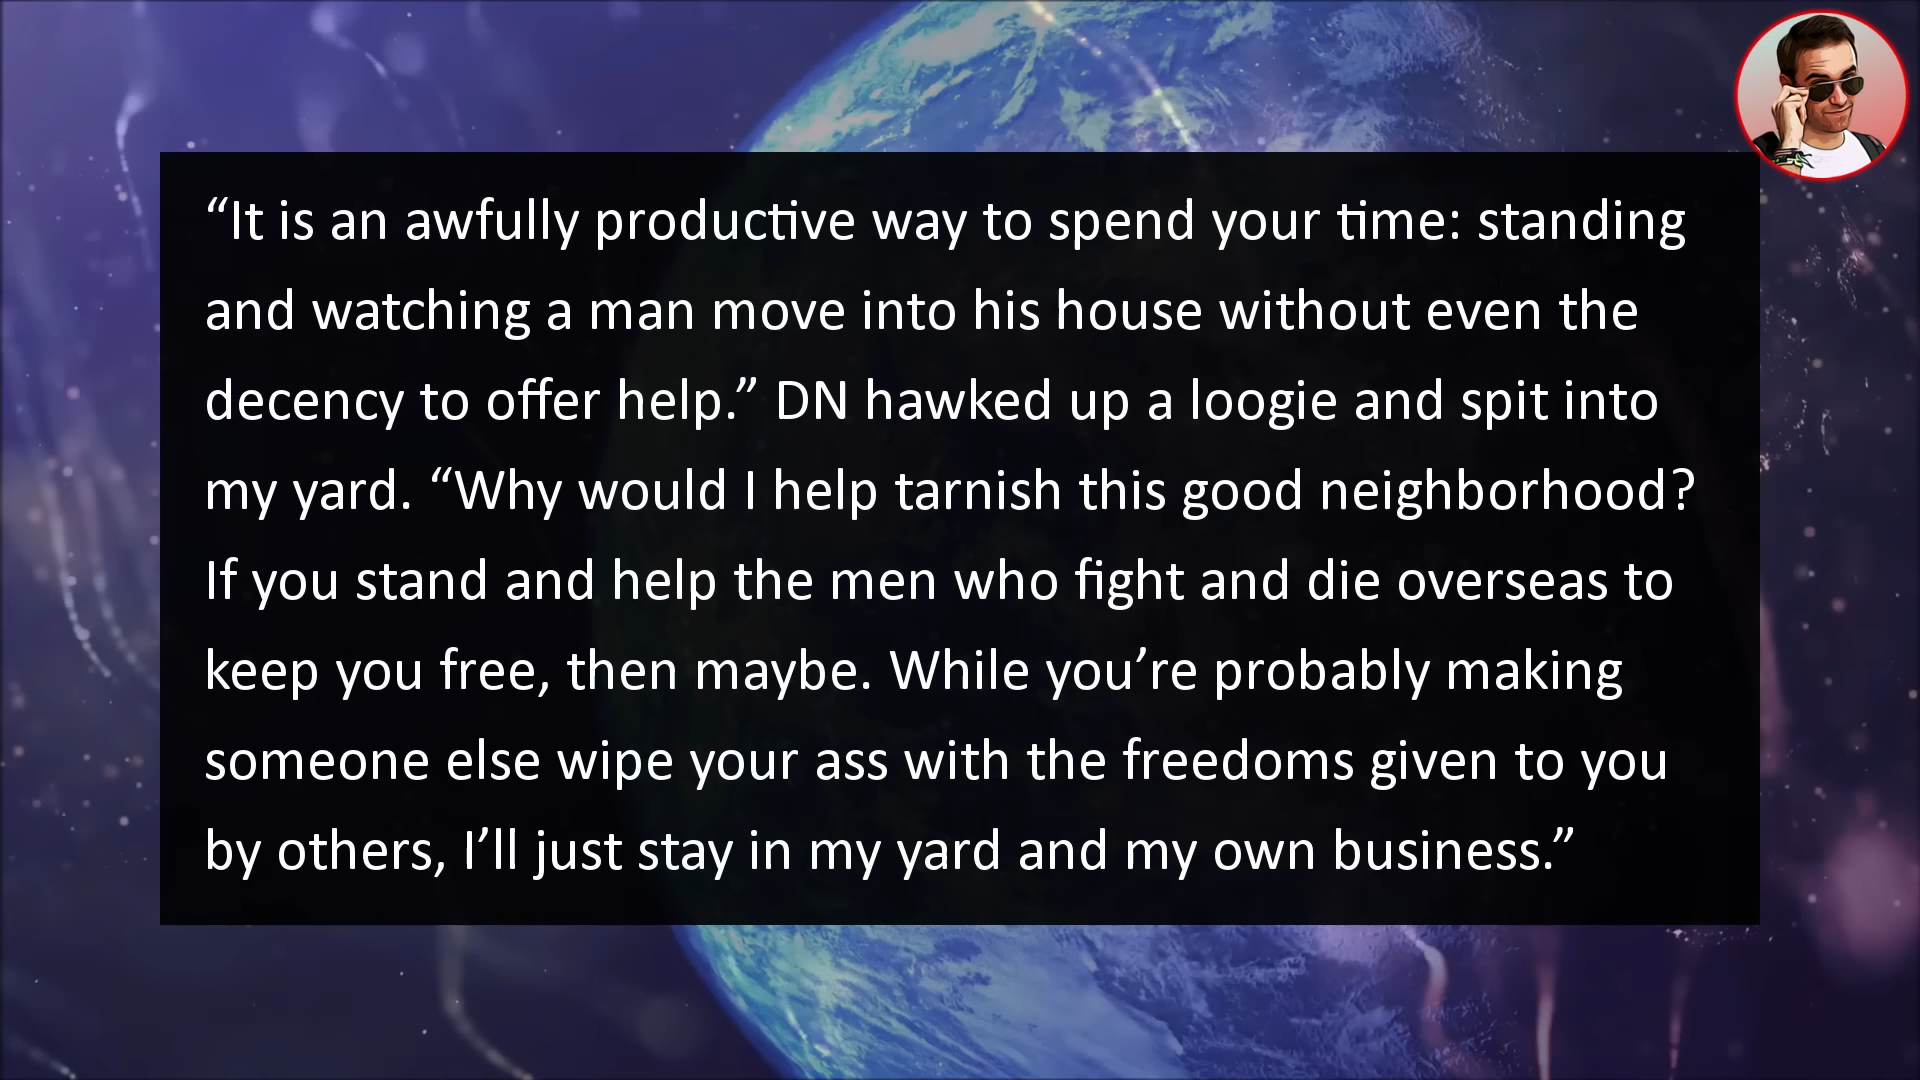 “It is an awfully productive way to spend your time: standing
and watching a man move into his house without even the
decency to offer help.” DN hawked up a loogie and spit into
my yard. “Why would I help tarnish this good neighborhood?
If you stand and help the men who fight and die overseas to
keep you free, then maybe. While you’re probably making
someone else wipe your ass with the freedoms given to you
by others, I’ll just stay in my yard and my own business.”